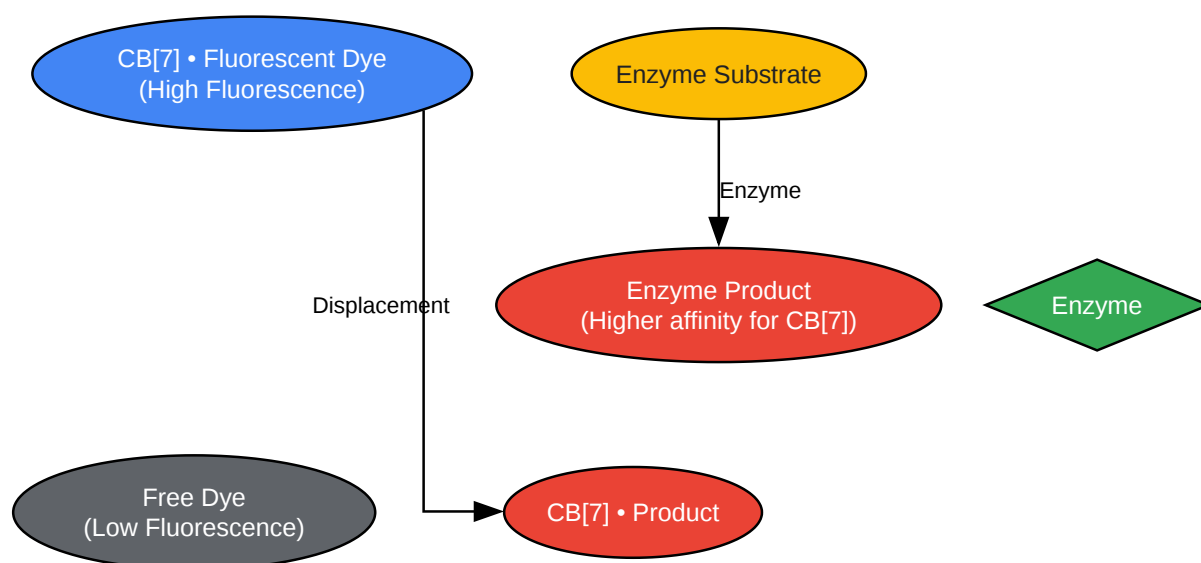 CB[7] • Fluorescent Dye
(High Fluorescence)
Enzyme Substrate
Enzyme
Displacement
Enzyme Product
(Higher affinity for CB[7])
Enzyme
Free Dye
(Low Fluorescence)
CB[7] • Product